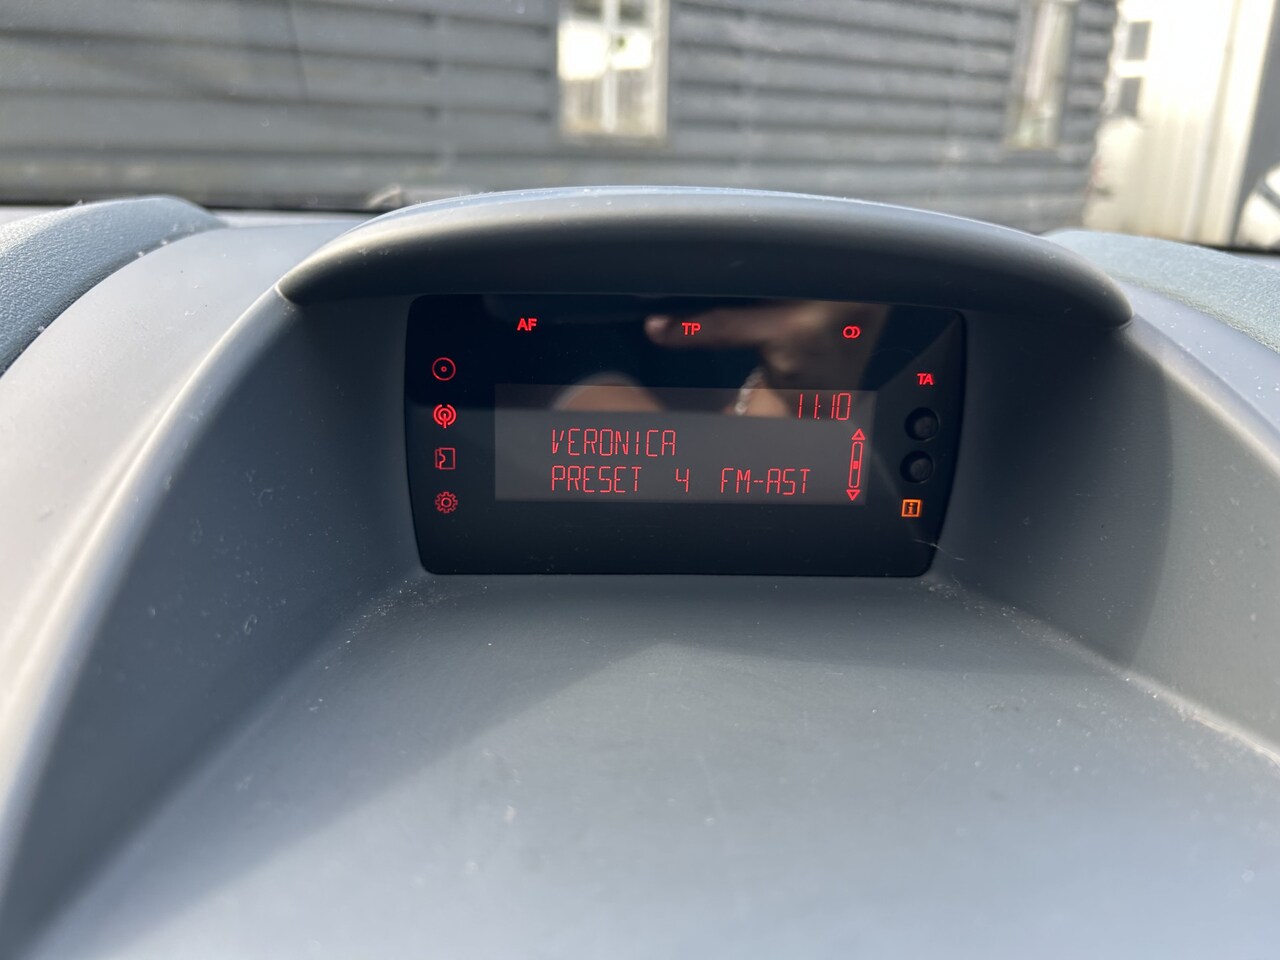 AF TP
TA
11:10
VERONICA
PRESET 4 FM-AST
i